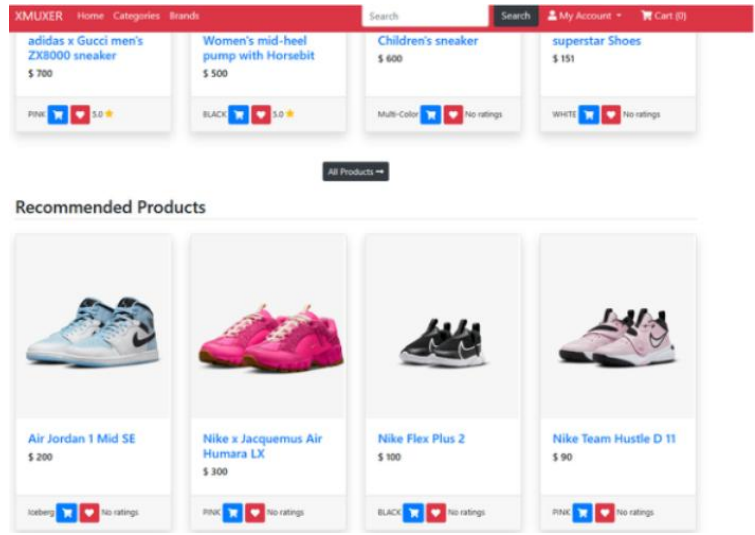 XMUXER Home Categories Brands Search Search My Account Cart (0)
adidas x Gucci men's
ZX8000 sneaker
$ 700
PINK 5.0
Women's mid-heel
pump with Horsebit
$ 500
BLACK 5.0
Children's sneaker
$ 600
Multi-Color No ratings
superstar Shoes
$ 151
WHITE No ratings
All Products
Recommended Products
Air Jordan 1 Mid SE
$ 200
Iceberg No ratings
Nike x Jacquemus Air
Humara LX
$ 300
PINK No ratings
Nike Flex Plus 2
$ 100
BLACK No ratings
Nike Team Hustle D 11
$ 90
PINK No ratings